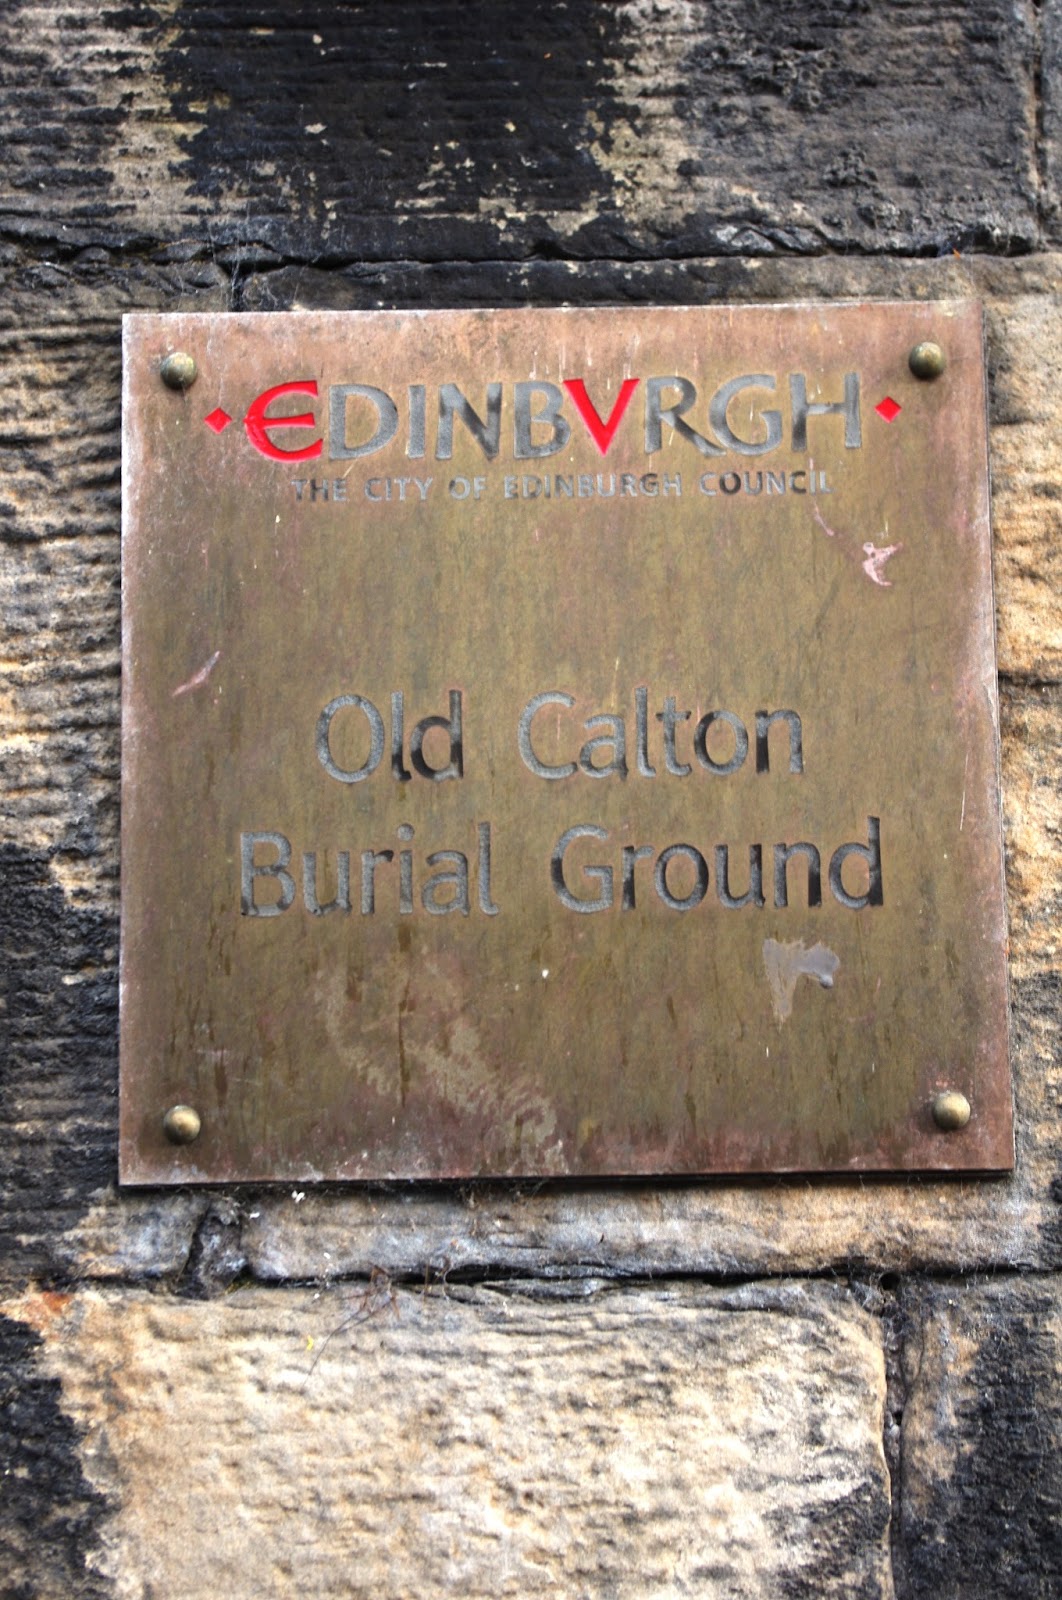 EDINBVRGH
THE CITY OF EDINBURGH COUNCIL
Old Calton
Burial Ground